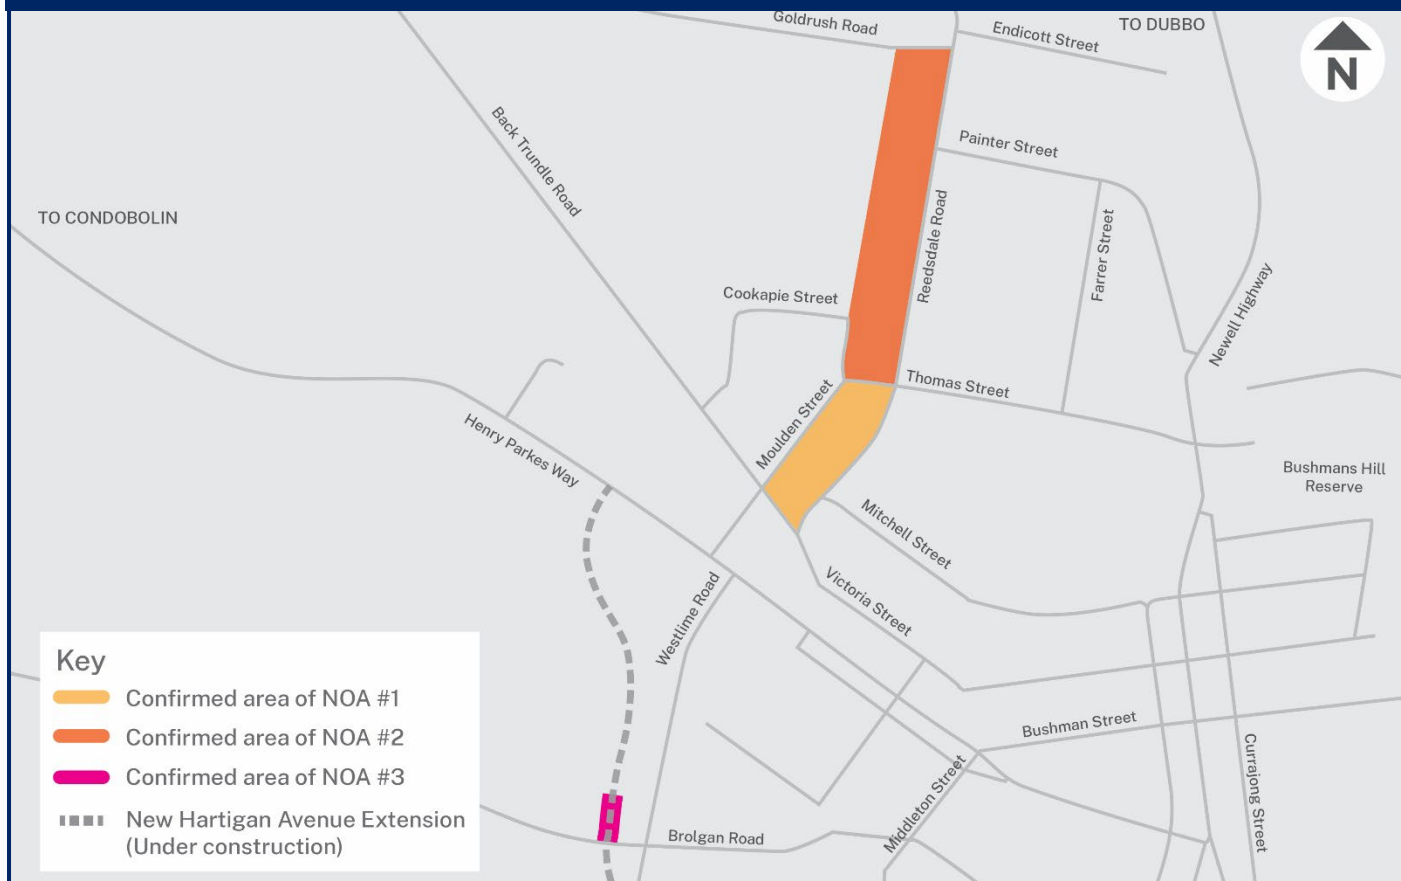 Goldrush Road
Endicott Street
TO DUBBO
N
Back Trundle Road
Painter Street
TO CONDOBOLIN
Reedsdale Road
Farrer Street
Cookapie Street
Newell Highway
Thomas Street
Moulden Street
Henry Parkes Way
Bushmans Hill
Reserve
Mitchell Street
Victoria Street
Westlime Road
Bushman Street
Currajong Street
Middleton Street
Brolgan Road
Key
Confirmed area of NOA #1
Confirmed area of NOA #2
Confirmed area of NOA #3
New Hartigan Avenue Extension
(Under construction)